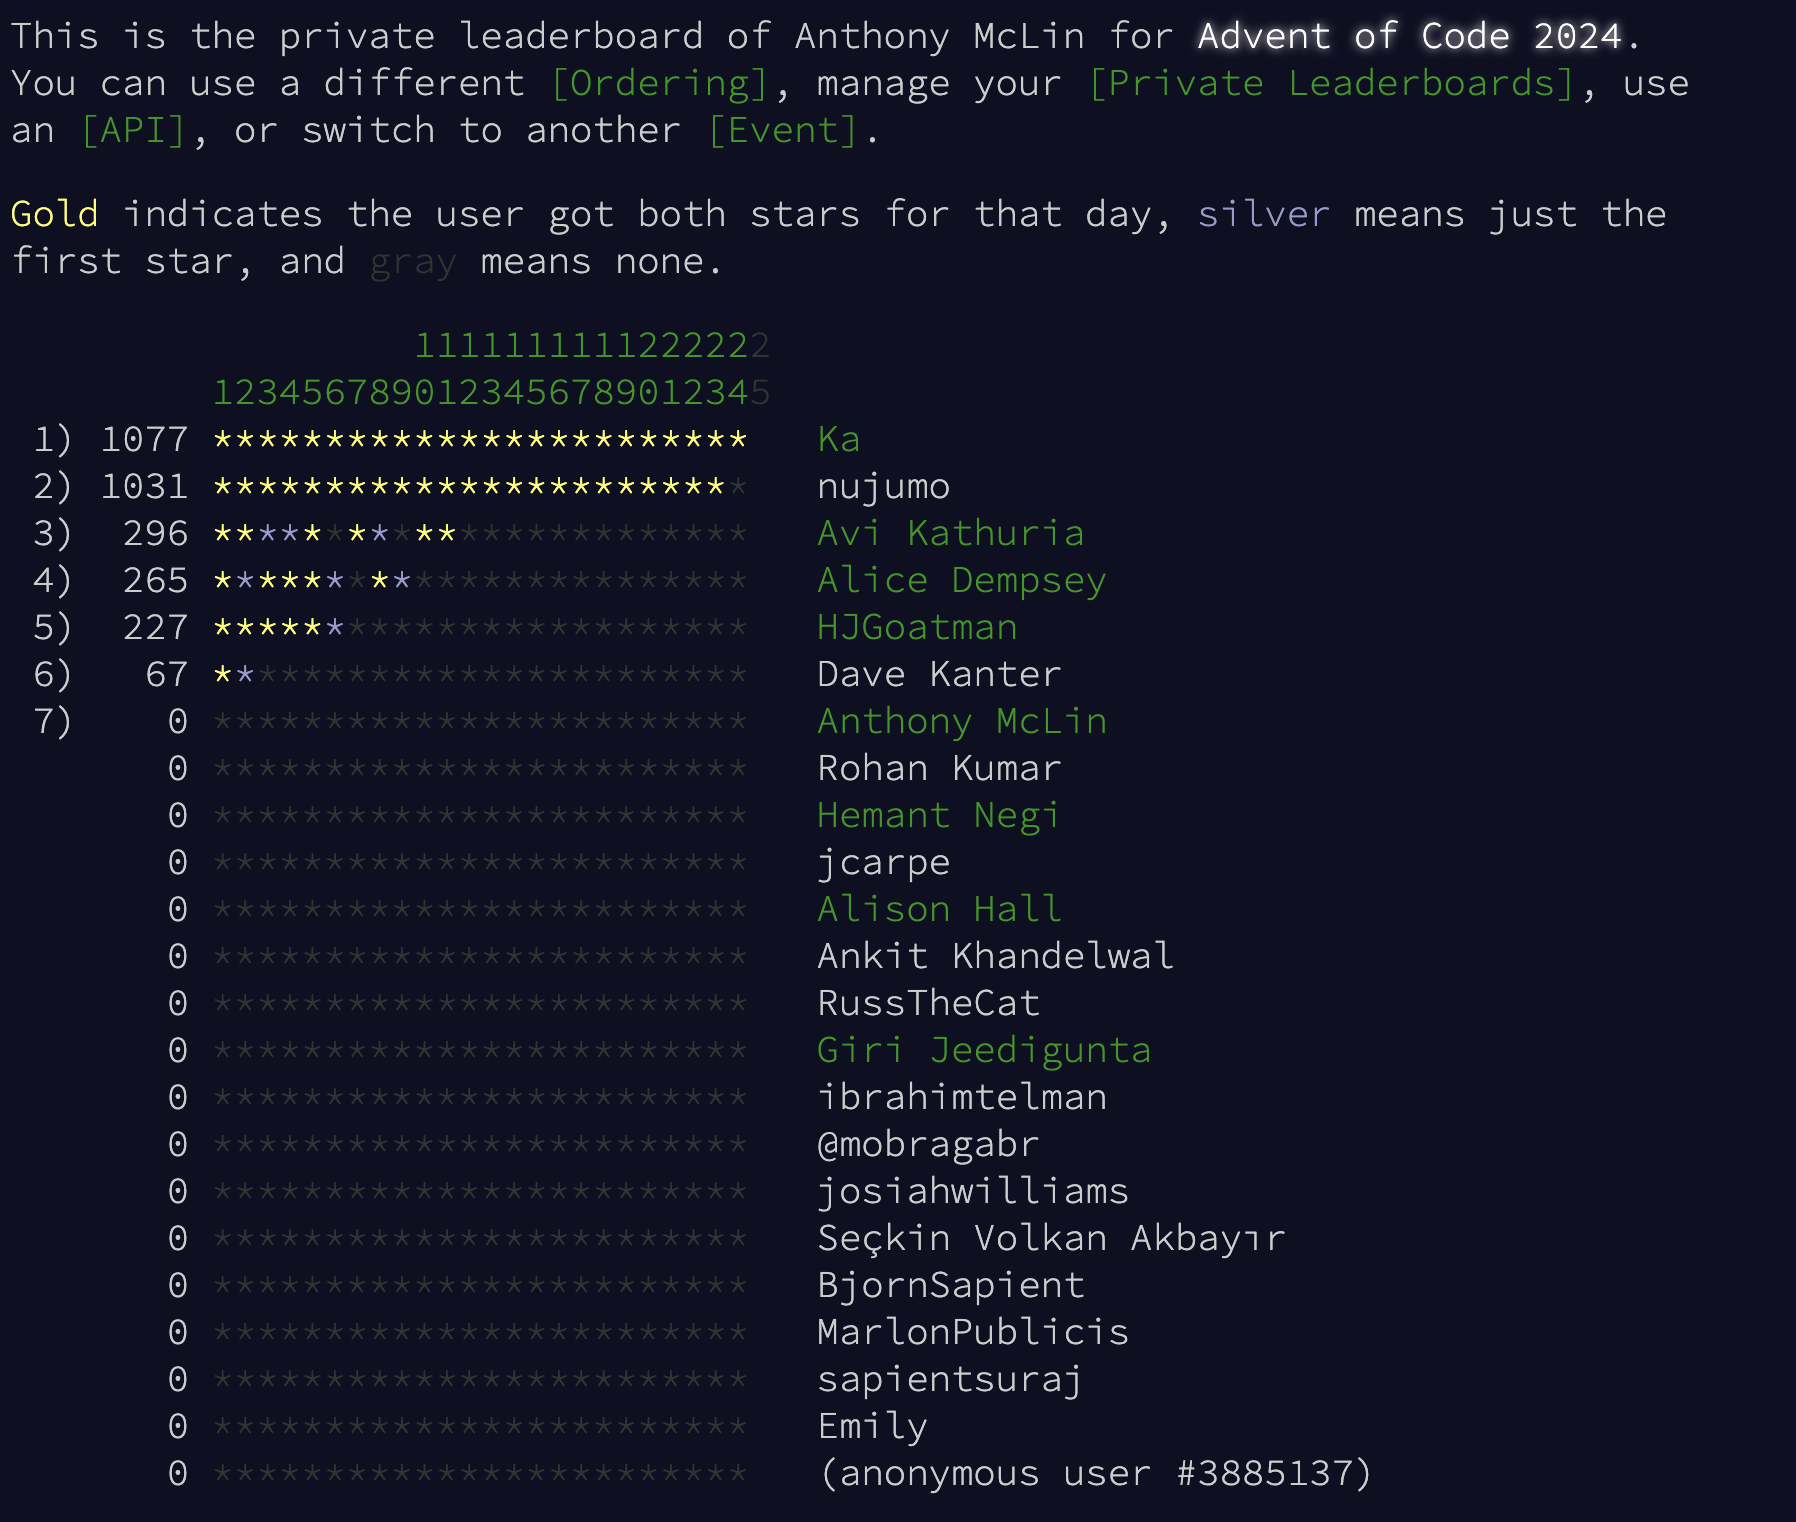 This is the private leaderboard of Anthony McLin for Advent of Code 2024.
You can use a different [Ordering], manage your [Private Leaderboards], use
an [API], or switch to another [Event].
Gold indicates the user got both stars for that day, silver means just the
first star, and gray means none.
1111111111222222
1234567890123456789012345
1) 1077 ************************ Ka
2) 1031 ************************ nujumo
3) 296 ************************ Avi Kathuria
4) 265 ************************ Alice Dempsey
5) 227 ************************ HJGoatman
6) 67 ************************ Dave Kanter
7) 0 ************************ Anthony McLin
0 ************************ Rohan Kumar
0 ************************ Hemant Negi
0 ************************ jcarpe
0 ************************ Alison Hall
0 ************************ Ankit Khandelwal
0 ************************ RussTheCat
0 ************************ Giri Jeedigunta
0 ************************ ibrahimtelman
0 ************************ @mobragabr
0 ************************ josiahwilliams
0 ************************ Seçkin Volkan Akbayır
0 ************************ BjornSapient
0 ************************ MarlonPublicis
0 ************************ sapientsuraj
0 ************************ Emily
0 ************************ (anonymous user #3885137)